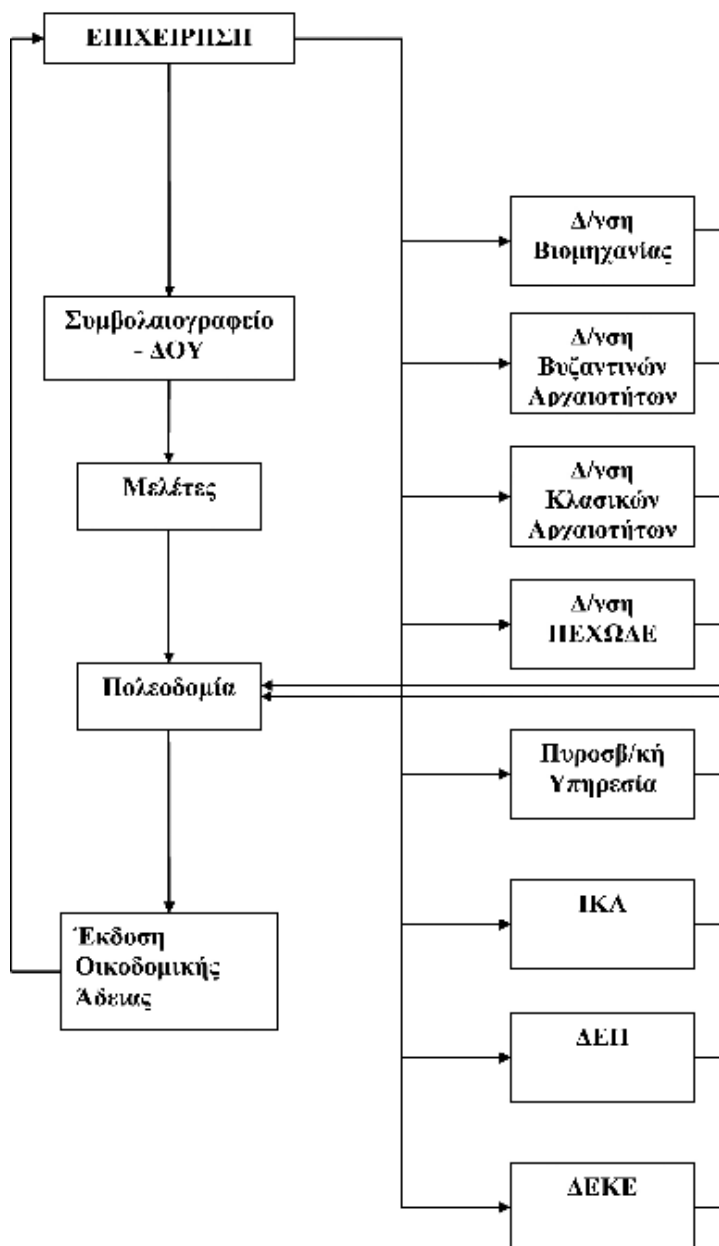 ΕΠΙΧΕΙΡΗΣΗ
Συμβολαιογραφείο
- ΔΟΥ
Μελέτες
Πολεοδομία
Έκδοση
Οικοδομικής
Άδειας
Δ/νση
Βιομηχανίας
Δ/νση
Βυζαντινών
Αρχαιοτήτων
Δ/νση
Κλασικών
Αρχαιοτήτων
Δ/νση
ΠΕΧΩΔΕ
Πυροσβ/κή
Υπηρεσία
ΙΚΑ
ΔΕΠ
ΔΕΚΕ